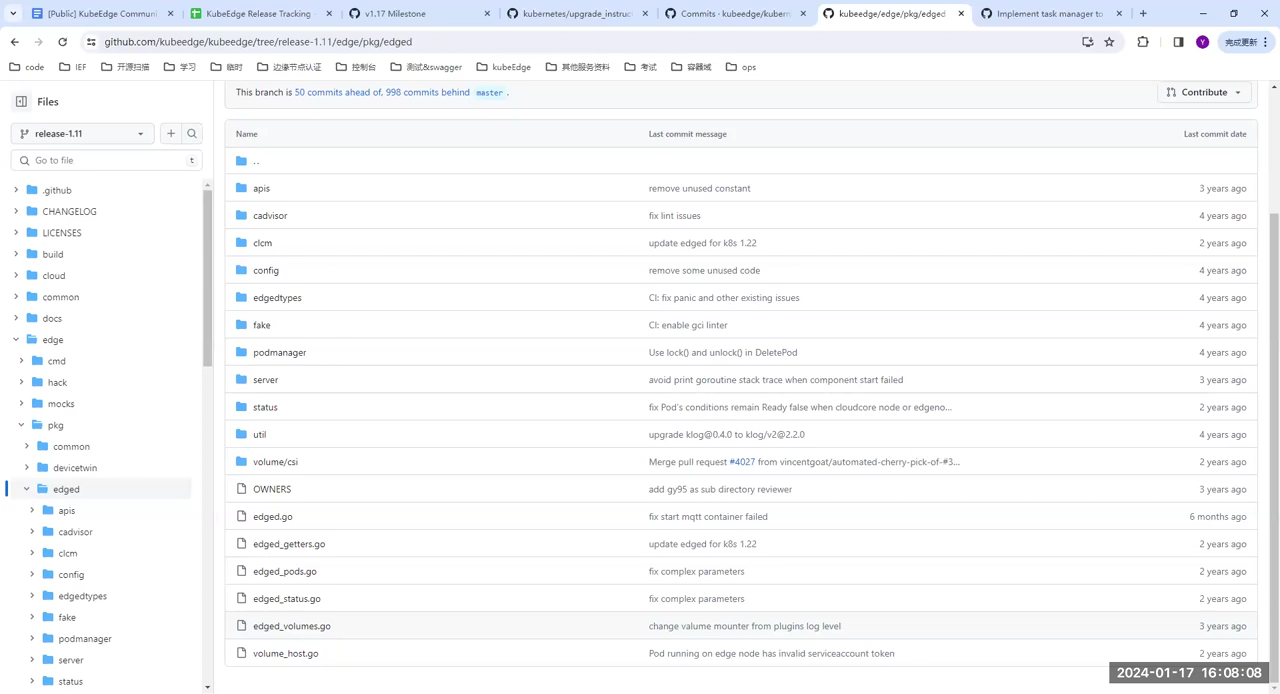 [Public] KubeEdge Communi
KubeEdge Release Tracking
v1.17 Milestone
kubernetes/upgrade_instruct
Commits · kubeedge/kubern
kubeedge/edge/pkg/edged
Implement task manager to
github.com/kubeedge/kubeedge/tree/release-1.11/edge/pkg/edged
Y
完成更新
code
IEF
开源扫描
学习
临时
边缘节点认证
控制台
测试&swagger
kubeedge
其他服务资料
考试
容器域
ops
Files
release-1.11
Go to file
t
.github
CHANGELOG
LICENSES
build
cloud
common
docs
edge
cmd
hack
mocks
pkg
common
devicetwin
edged
apis
cadvisor
clcm
config
edgedtypes
fake
podmanager
server
status
This branch is 50 commits ahead of, 998 commits behind master .
Contribute
Name Last commit message Last commit date
..
apis remove unused constant 3 years ago
cadvisor fix lint issues 4 years ago
clcm update edged for k8s 1.22 2 years ago
config remove some unused code 4 years ago
edgedtypes CI: fix panic and other existing issues 4 years ago
fake CI: enable gci linter 4 years ago
podmanager Use lock() and unlock() in DeletePod 4 years ago
server avoid print goroutine stack trace when component start failed 3 years ago
status fix Pod's conditions remain Ready false when cloudcore node or edgeno... 2 years ago
util upgrade klog@0.4.0 to klog/v2@2.2.0 4 years ago
volume/csi Merge pull request #4027 from vincentgoat/automated-cherry-pick-of-#3... 2 years ago
add gy95 as sub directory reviewer 3 years ago
edged.go fix start mqtt container failed 6 months ago
edged_getters.go update edged for k8s 1.22 2 years ago
edged_pods.go fix complex parameters 2 years ago
edged_status.go fix complex parameters 2 years ago
edged_volumes.go change valume mounter from plugins log level 3 years ago
volume_host.go Pod running on edge node has invalid serviceaccount token 2 years ago
2024-01-17 16:08:08